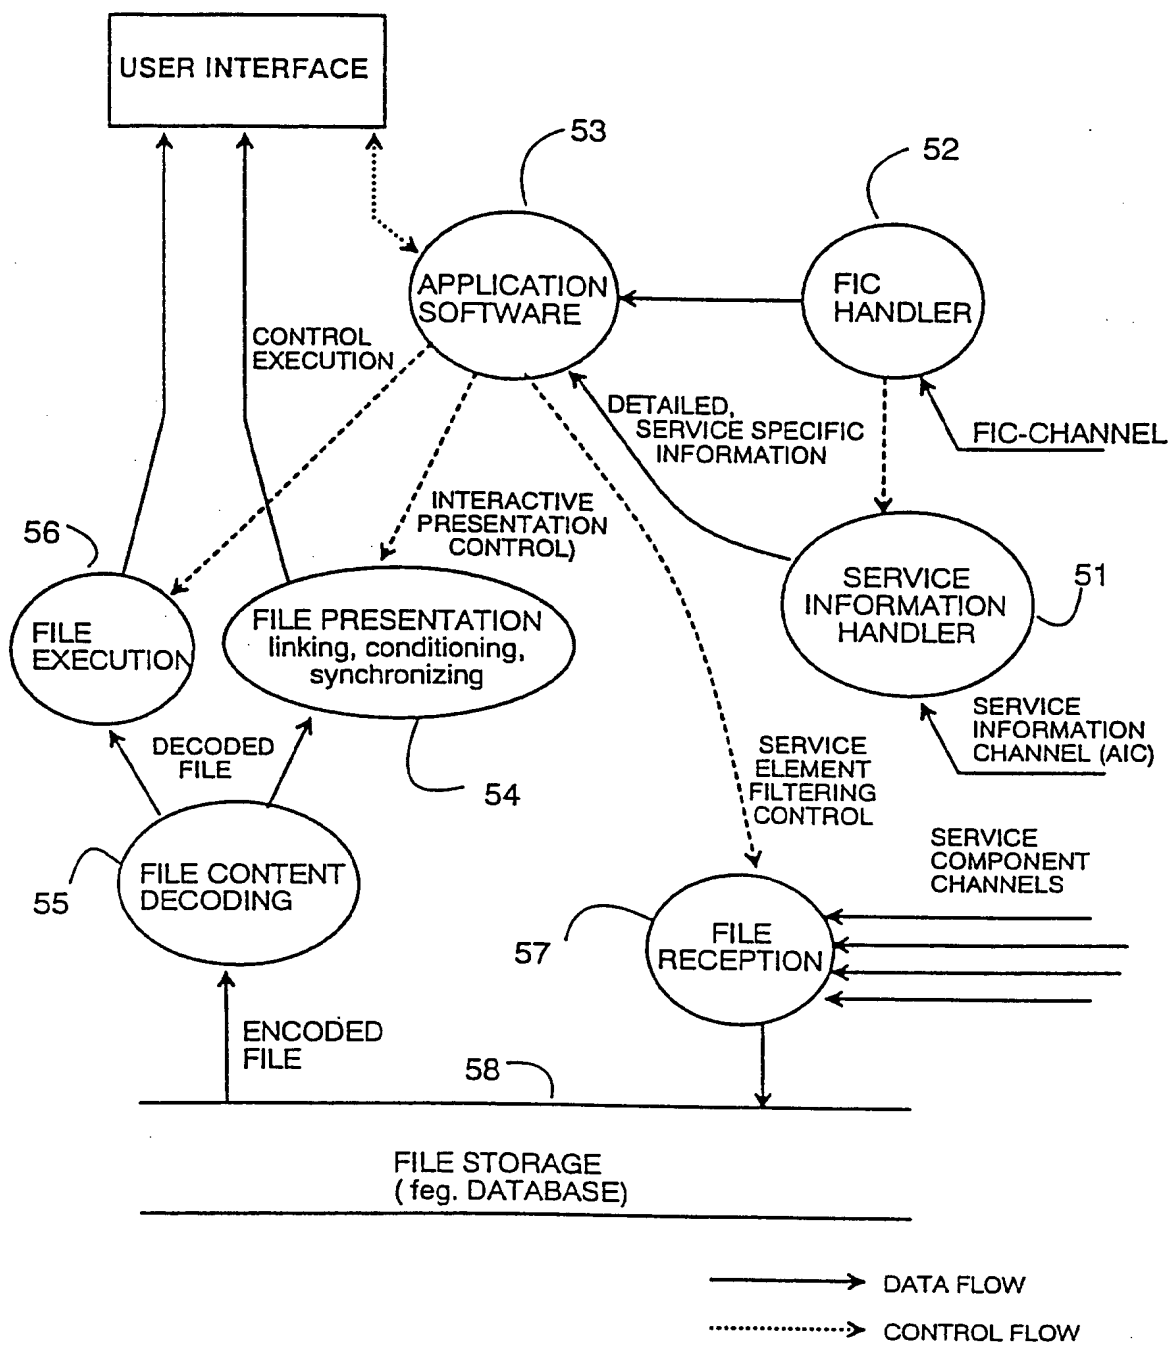 USER INTERFACE
53
52
APPLICATION
SOFTWARE
FIC
HANDLER
CONTROL
EXECUTION
DETAILED,
SERVICE SPECIFIC
INFORMATION
FIC-CHANNEL
INTERACTIVE
PRESENTATION
CONTROL)
56
51
SERVICE
INFORMATION
HANDLER
FILE
EXECUTION
FILE PRESENTATION
linking, conditioning,
synchronizing
SERVICE
INFORMATION
CHANNEL (AIC)
DECODED
FILE
54
SERVICE
ELEMENT
FILTERING
CONTROL
SERVICE
COMPONENT
CHANNELS
55
FILE CONTENT
DECODING
57
FILE
RECEPTION
ENCODED
FILE
58
FILE STORAGE
( feg. DATABASE)
DATA FLOW
CONTROL FLOW